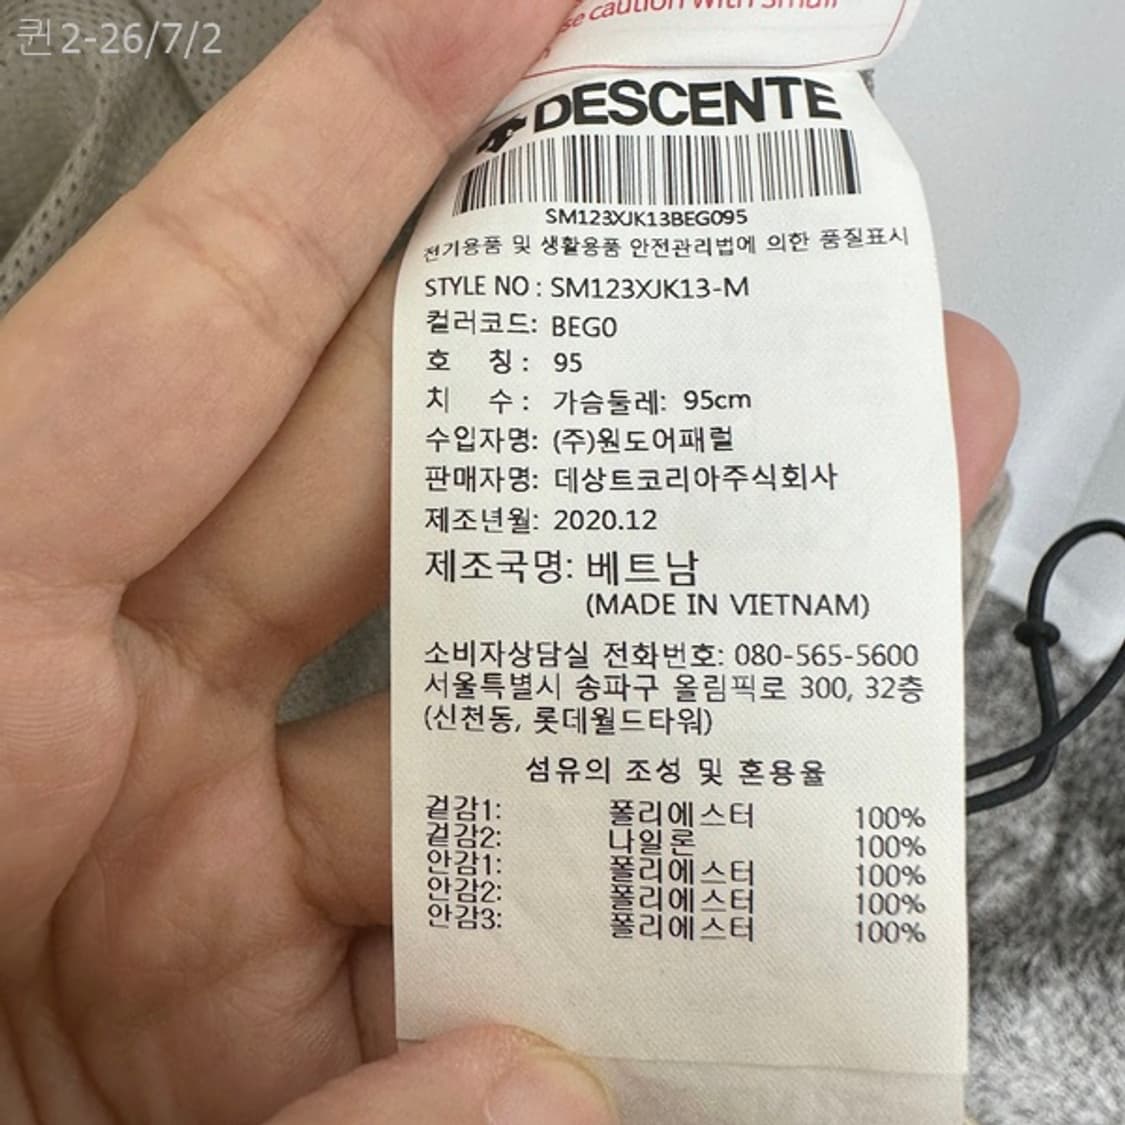 퀸2-26/7/2
se caution with small
DESCENTE
SM123XJK13BEG095
전기용품 및 생활용품 안전관리법에 의한 품질표시
STYLE NO : SM123XJK13-M
컬러코드: BEG0
호 칭 : 95
치 수 : 가슴둘레: 95cm
수입자명: (주)원도어패럴
판매자명: 데상트코리아주식회사
제조년월: 2020.12
제조국명: 베트남
(MADE IN VIETNAM)
소비자상담실 전화번호: 080-565-5600
서울특별시 송파구 올림픽로 300, 32층
(신천동, 롯데월드타워)
섬유의 조성 및 혼용율
겉감1: 폴리에스터 100%
겉감2: 나일론 100%
안감1: 폴리에스터 100%
안감2: 폴리에스터 100%
안감3: 폴리에스터 100%